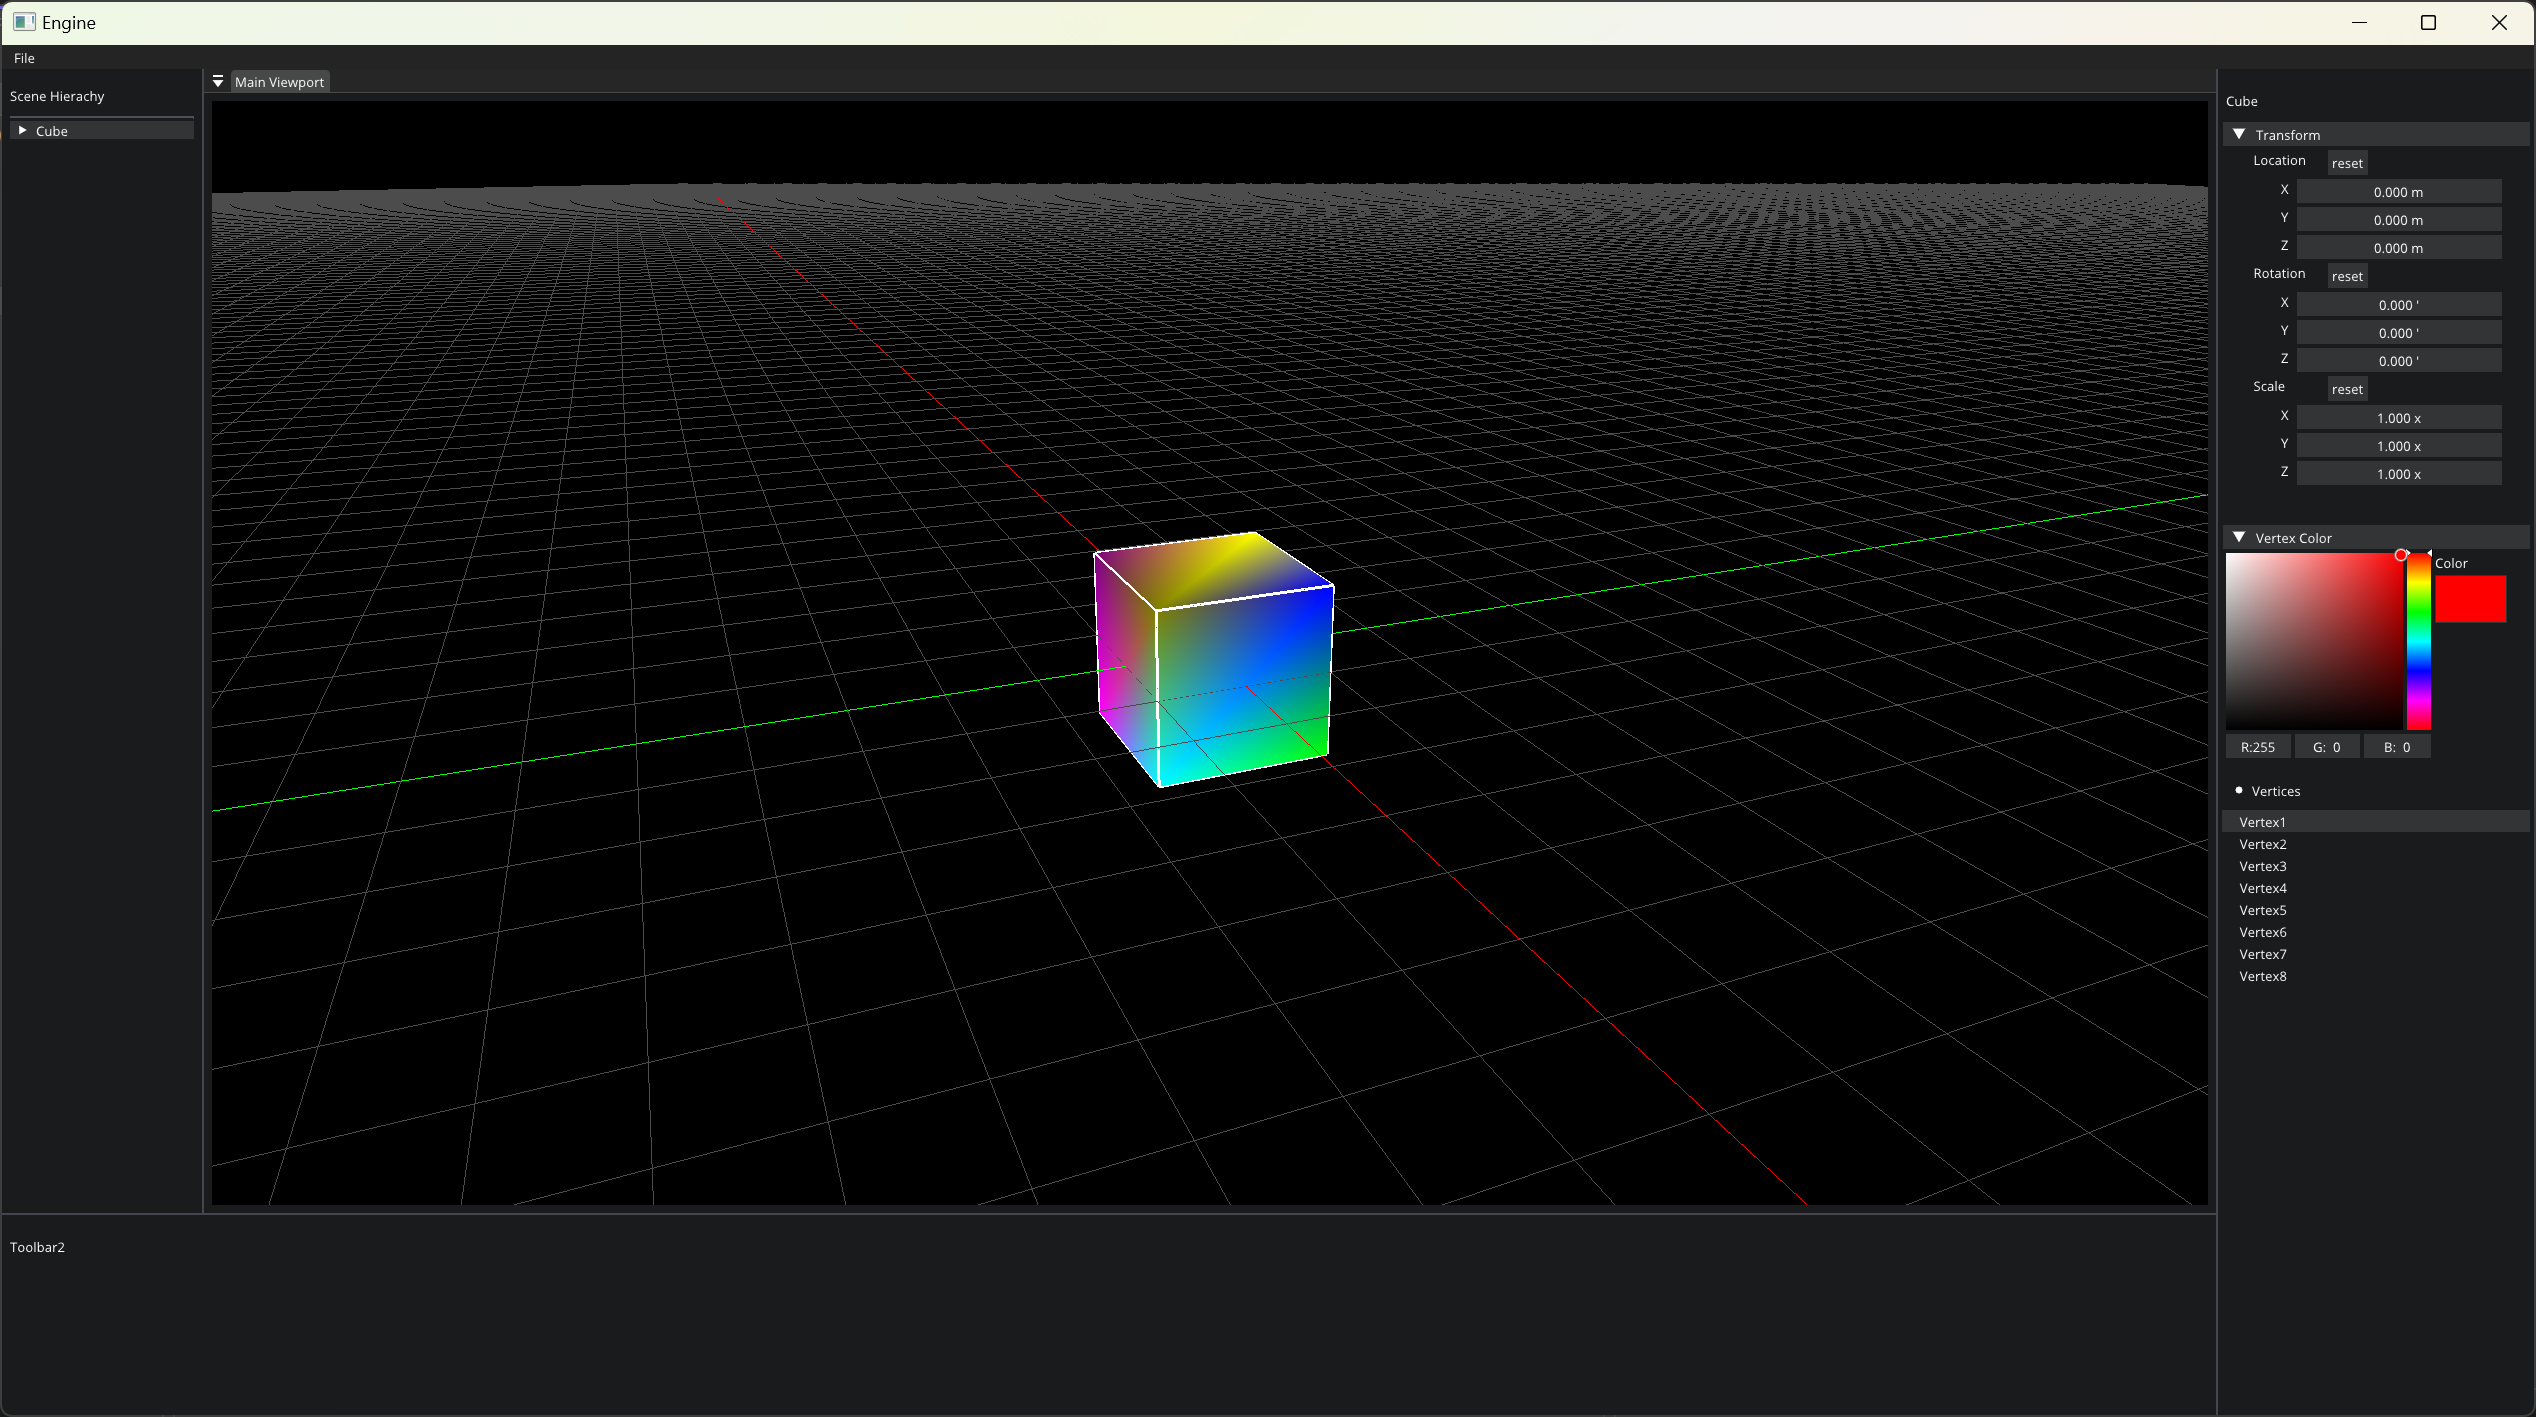 Engine
File
Scene Hierachy
Cube
Main Viewport
Cube
Transform
Location reset
X 0.000 m
Y 0.000 m
Z 0.000 m
Rotation reset
X 0.000 '
Y 0.000 '
Z 0.000 '
Scale reset
X 1.000 x
Y 1.000 x
Z 1.000 x
Vertex Color
Color
R:255 G: 0 B: 0
Vertices
Vertex1
Vertex2
Vertex3
Vertex4
Vertex5
Vertex6
Vertex7
Vertex8
Toolbar2